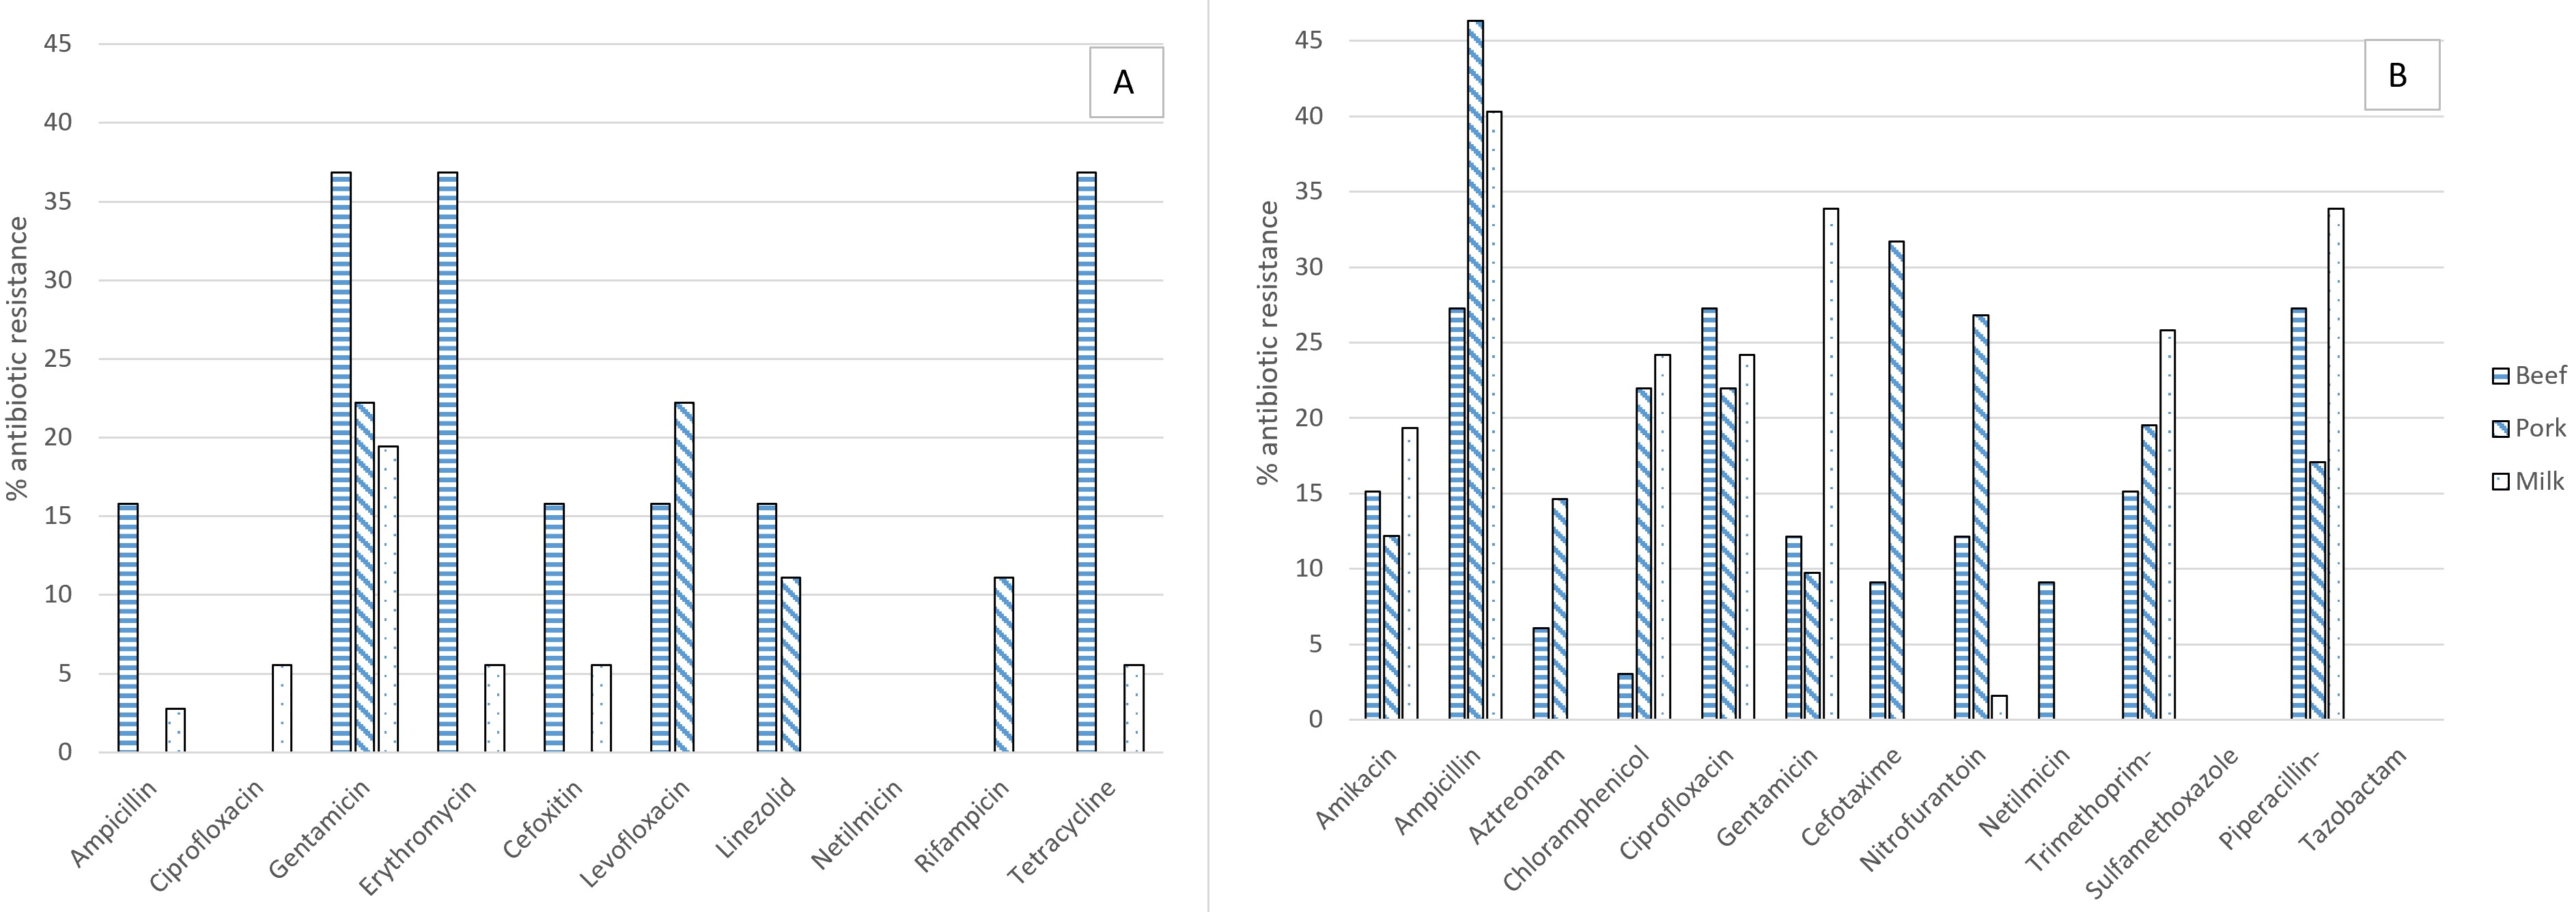 A
% antibiotic resistance
45
40
35
30
25
20
15
10
5
0
Ampicillin
Ciprofloxacin
Gentamicin
Erythromycin
Cefoxitin
Levofloxacin
Linezolid
Netilmicin
Rifampicin
Tetracycline
B
% antibiotic resistance
45
40
35
30
25
20
15
10
5
0
Amikacin
Ampicillin
Aztreonam
Chloramphenicol
Ciprofloxacin
Gentamicin
Cefotaxime
Nitrofurantoin
Netilmicin
Trimethoprim-
Sulfamethoxazole
Piperacillin-
Tazobactam
Beef
Pork
Milk